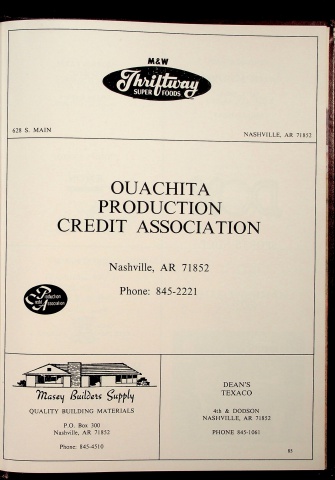 M&W
Thriftway
SUPER FOODS
628 S. MAIN
NASHVILLE, AR 71852
OUACHITA
PRODUCTION
CREDIT ASSOCIATION
Nashville, AR 71852
Phone: 845-2221
Production
Credit Association
Masey Builders Supply
QUALITY BUILDING MATERIALS
P.O. Box 300
Nashville, AR 71852
Phone: 845-4510
DEAN'S
TEXACO
4th & DODSON
NASHVILLE, AR 71852
PHONE 845-1061
83